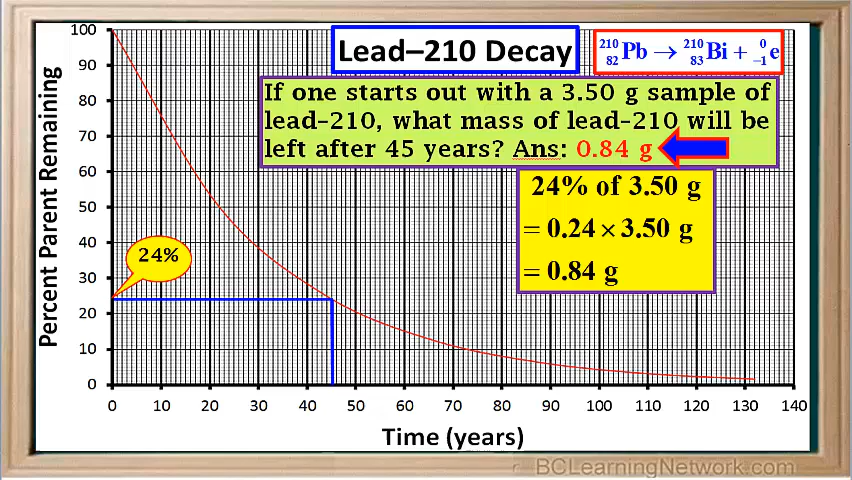 Lead–210 Decay
²¹⁰₈₂Pb → ²¹⁰₈₃Bi + ⁰₋₁e
If one starts out with a 3.50 g sample of
lead-210, what mass of lead-210 will be
left after 45 years? Ans: 0.84 g
24% of 3.50 g
= 0.24 × 3.50 g
= 0.84 g
24%
Percent Parent Remaining
100
90
80
70
60
50
40
30
20
10
0
0 10 20 30 40 50 60 70 80 90 100 110 120 130 140
Time (years)
BCLearningNetwork.com